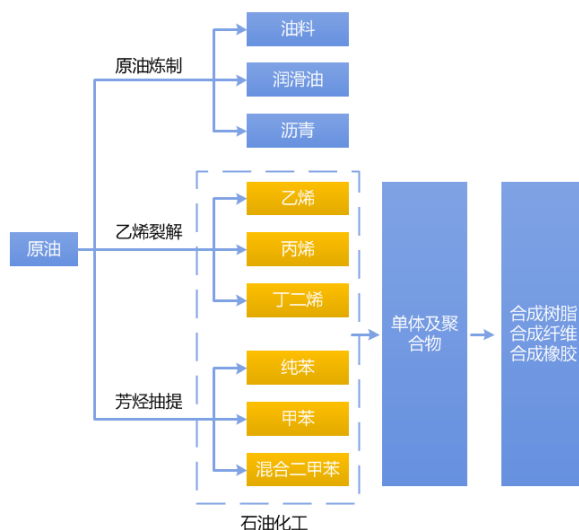 油料
原油炼制
润滑油
沥青
乙烯
原油
乙烯裂解
丙烯
丁二烯
单体及聚
合物
合成树脂
合成纤维
合成橡胶
纯苯
芳烃抽提
甲苯
混合二甲苯
石油化工